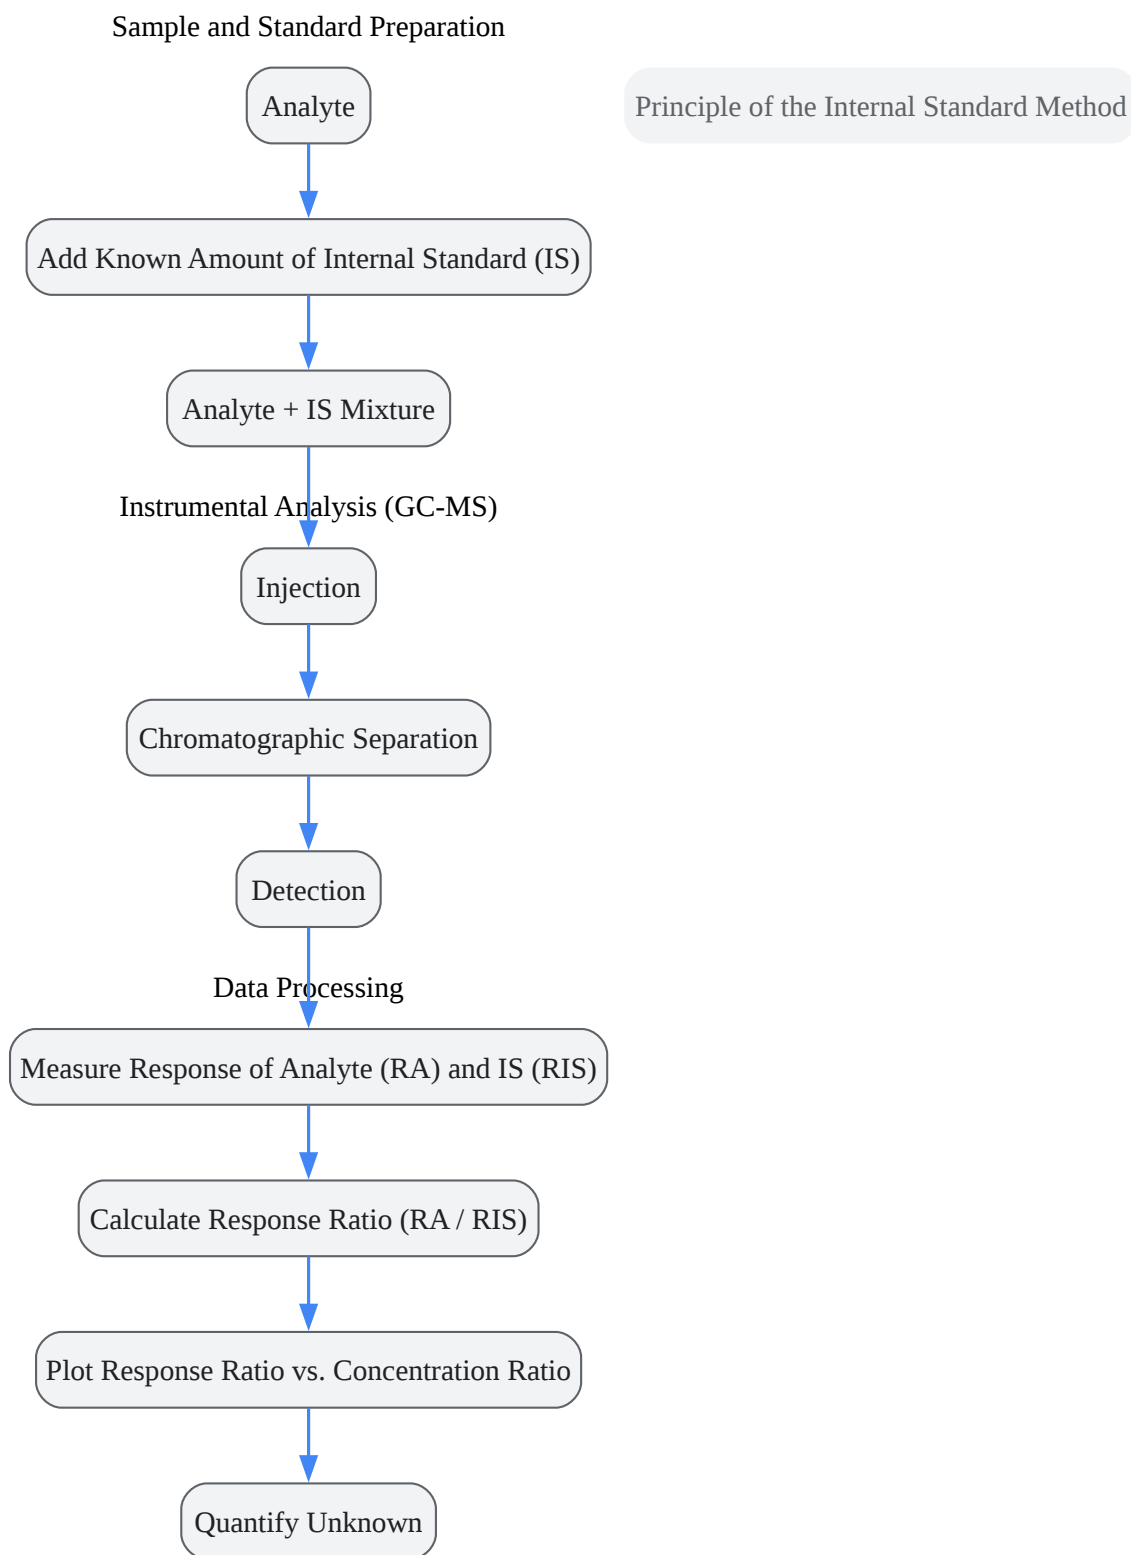 Sample and Standard Preparation
Analyte
Principle of the Internal Standard Method
Add Known Amount of Internal Standard (IS)
Analyte + IS Mixture
Instrumental Analysis (GC-MS)
Injection
Chromatographic Separation
Detection
Data Processing
Measure Response of Analyte (RA) and IS (RIS)
Calculate Response Ratio (RA / RIS)
Plot Response Ratio vs. Concentration Ratio
Quantify Unknown